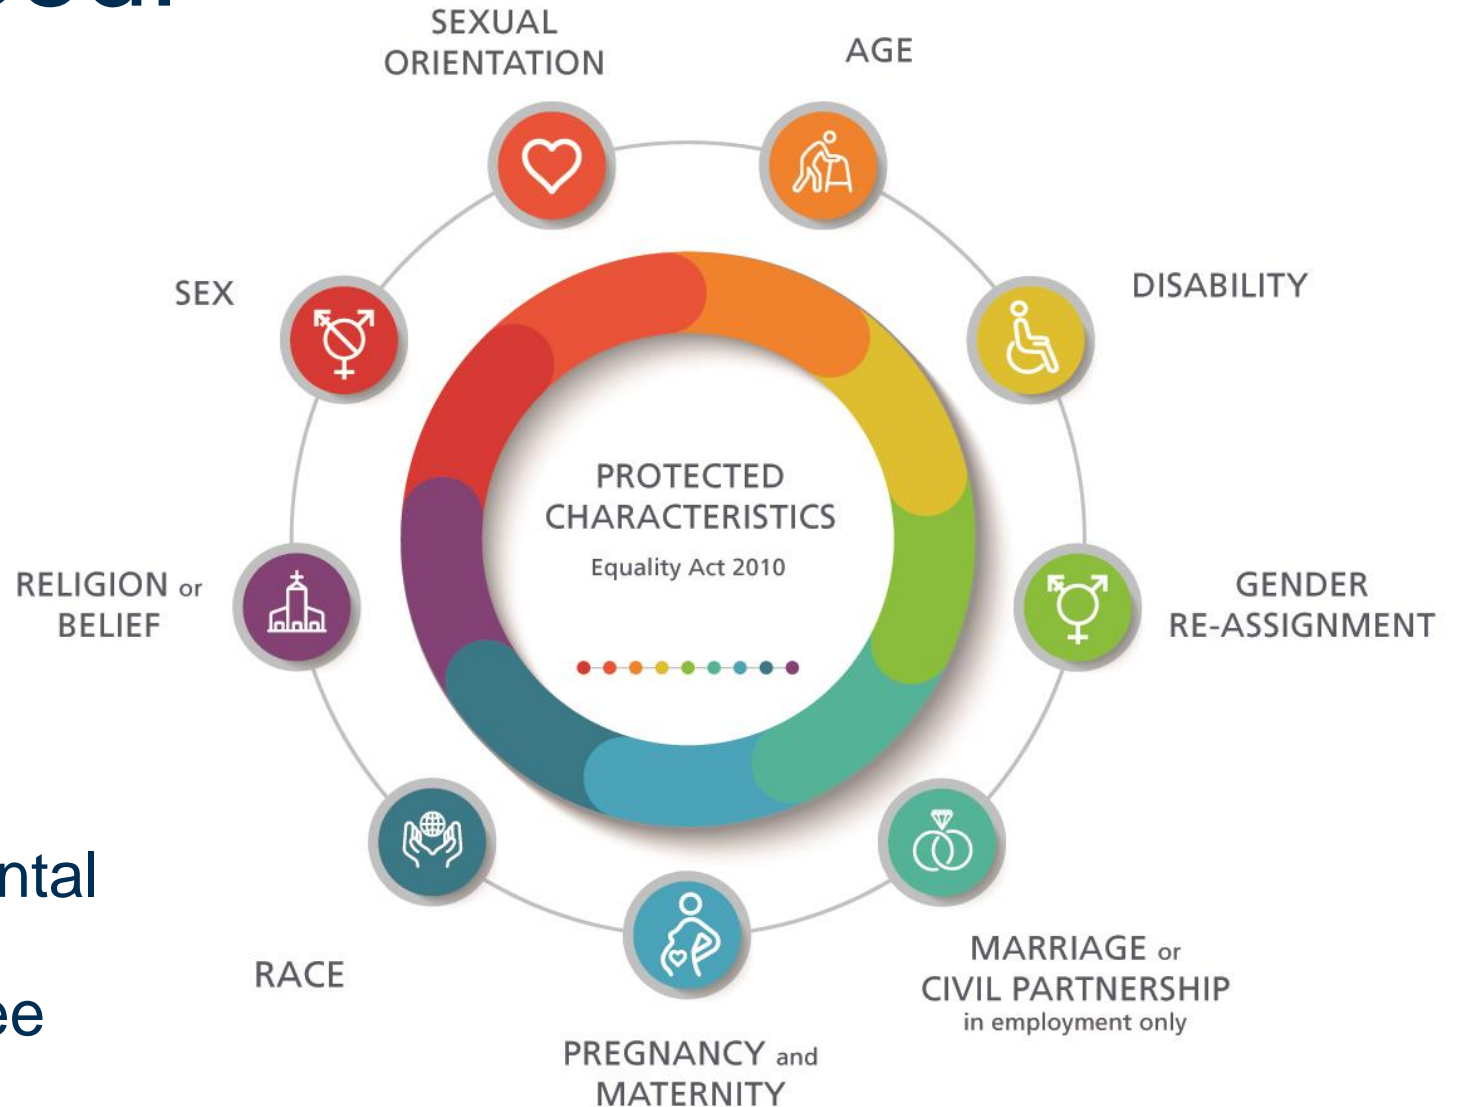 SEXUAL
ORIENTATION
AGE
SEX
DISABILITY
PROTECTED
CHARACTERISTICS
Equality Act 2010
RELIGION or
BELIEF
GENDER
RE-ASSIGNMENT
ntal
RACE
MARRIAGE or
CIVIL PARTNERSHIP
in employment only
ee
PREGNANCY and
MATERNITY